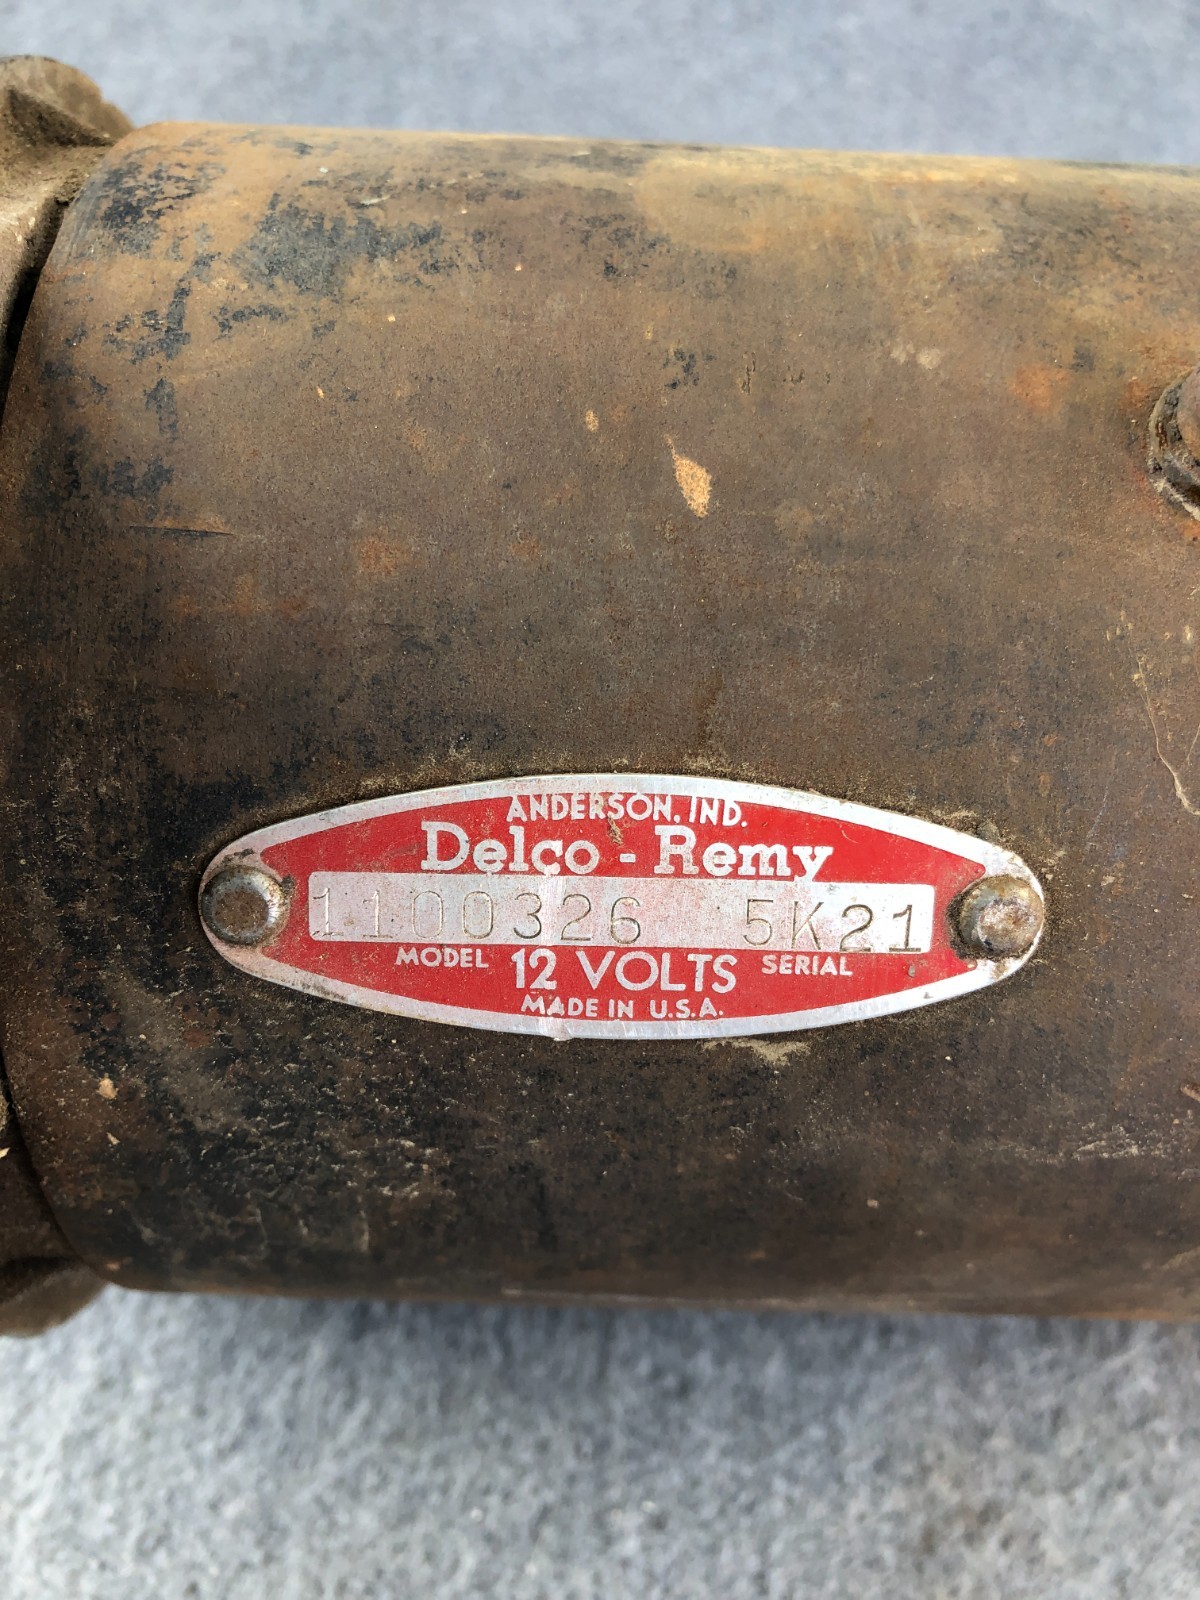 ANDERSON, IND.
Delco-Remy
1100326 5K21
MODEL 12 VOLTS SERIAL
MADE IN U.S.A.